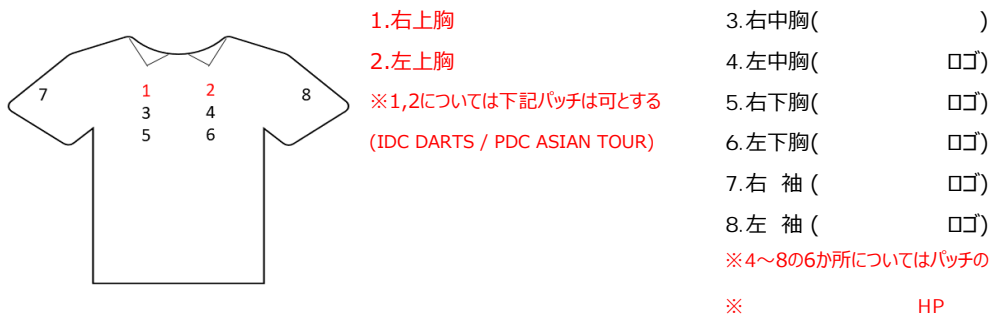 1.右上胸
2.左上胸
※1,2については下記パッチは可とする
(IDC DARTS / PDC ASIAN TOUR)
1 2
3 4
5 6
7
8
3.右中胸( )
4.左中胸( ロゴ)
5.右下胸( ロゴ)
6.左下胸( ロゴ)
7.右 袖 ( ロゴ)
8.左 袖 ( ロゴ)
※4～8の6か所についてはパッチの
※ HP